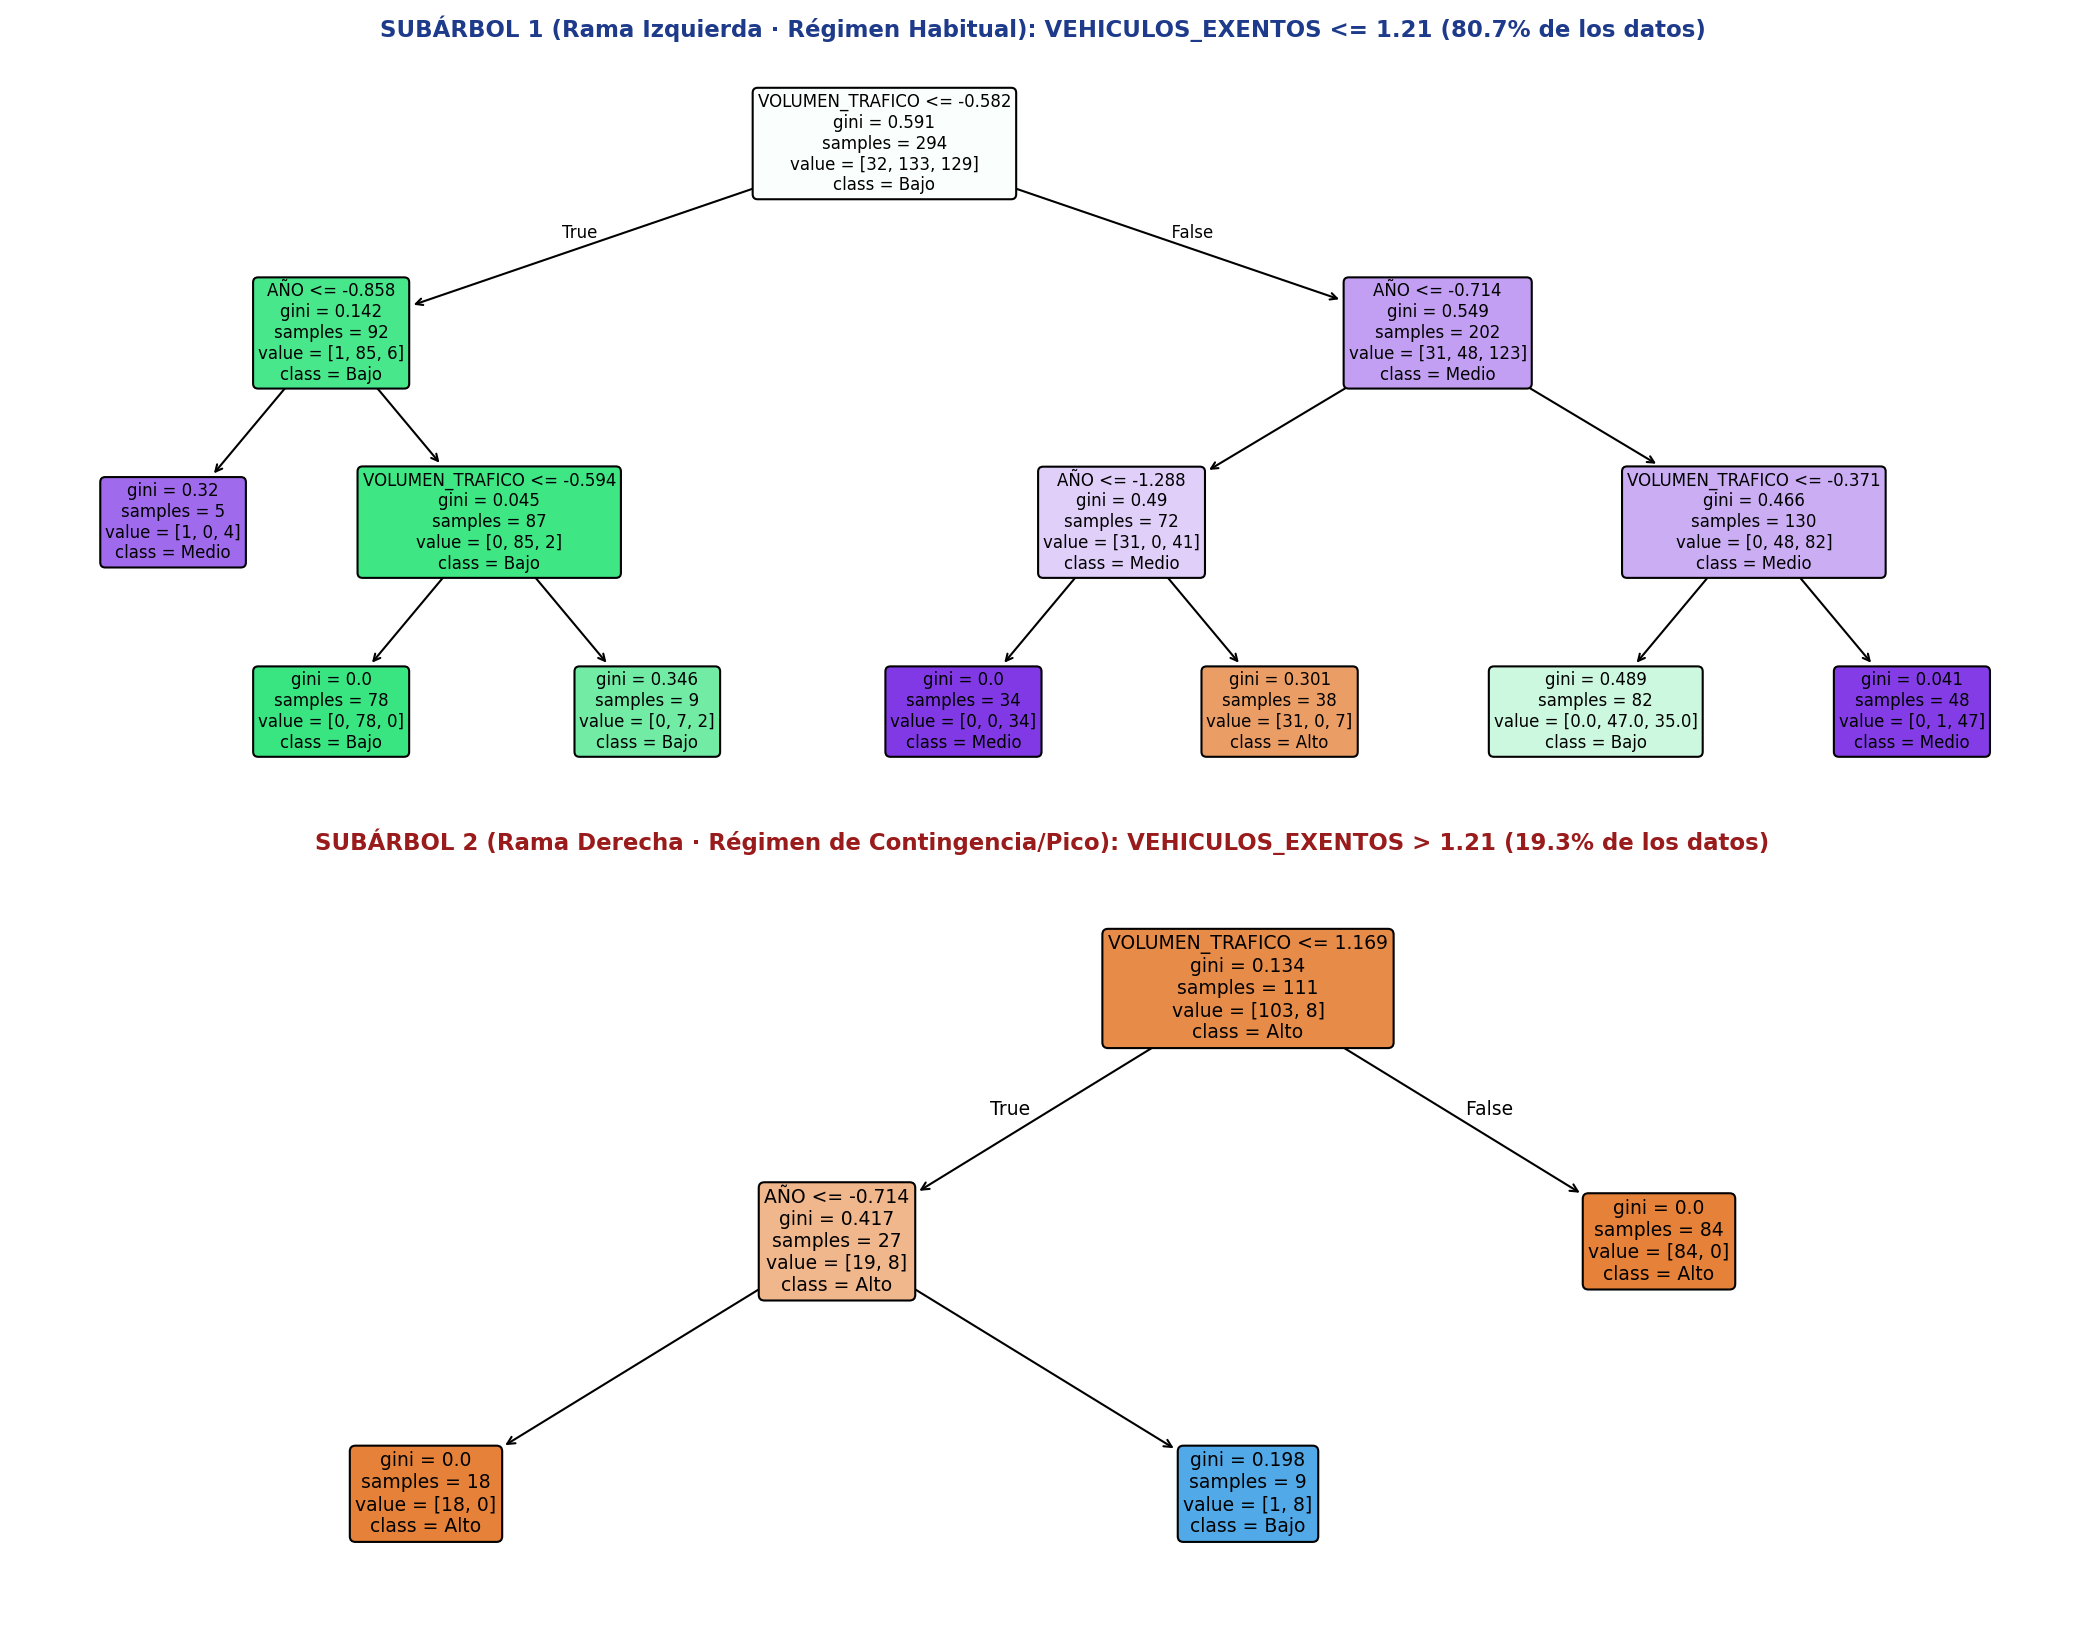 SUBÁRBOL 1 (Rama Izquierda · Régimen Habitual): VEHICULOS_EXENTOS <= 1.21 (80.7% de los datos)
VOLUMEN_TRAFICO <= -0.582
gini = 0.591
samples = 294
value = [32, 133, 129]
class = Bajo
True
False
AÑO <= -0.858
gini = 0.142
samples = 92
value = [1, 85, 6]
class = Bajo
AÑO <= -0.714
gini = 0.549
samples = 202
value = [31, 48, 123]
class = Medio
gini = 0.32
samples = 5
value = [1, 0, 4]
class = Medio
VOLUMEN_TRAFICO <= -0.594
gini = 0.045
samples = 87
value = [0, 85, 2]
class = Bajo
AÑO <= -1.288
gini = 0.49
samples = 72
value = [31, 0, 41]
class = Medio
VOLUMEN_TRAFICO <= -0.371
gini = 0.466
samples = 130
value = [0, 48, 82]
class = Medio
gini = 0.0
samples = 78
value = [0, 78, 0]
class = Bajo
gini = 0.346
samples = 9
value = [0, 7, 2]
class = Bajo
gini = 0.0
samples = 34
value = [0, 0, 34]
class = Medio
gini = 0.301
samples = 38
value = [31, 0, 7]
class = Alto
gini = 0.489
samples = 82
value = [0.0, 47.0, 35.0]
class = Bajo
gini = 0.041
samples = 48
value = [0, 1, 47]
class = Medio
SUBÁRBOL 2 (Rama Derecha · Régimen de Contingencia/Pico): VEHICULOS_EXENTOS > 1.21 (19.3% de los datos)
VOLUMEN_TRAFICO <= 1.169
gini = 0.134
samples = 111
value = [103, 8]
class = Alto
True
False
AÑO <= -0.714
gini = 0.417
samples = 27
value = [19, 8]
class = Alto
gini = 0.0
samples = 84
value = [84, 0]
class = Alto
gini = 0.0
samples = 18
value = [18, 0]
class = Alto
gini = 0.198
samples = 9
value = [1, 8]
class = Bajo